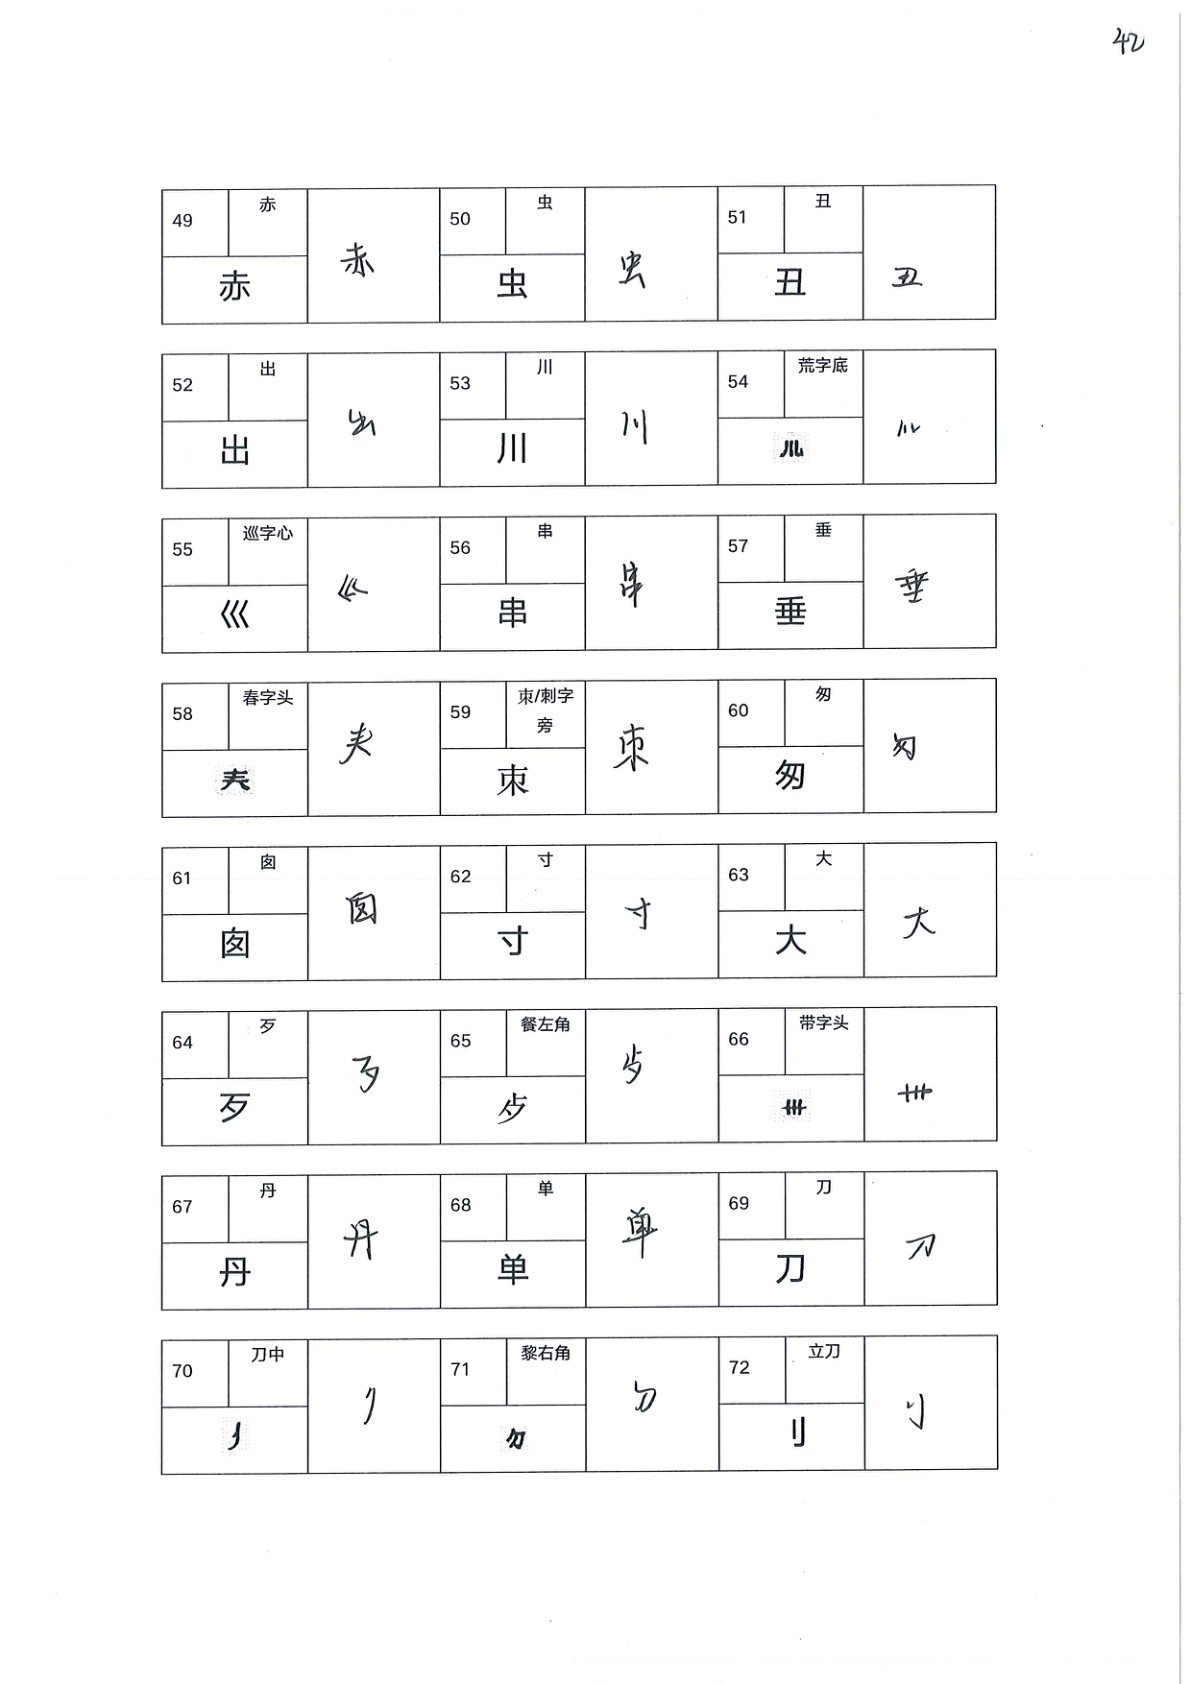 42
49 赤 赤 赤 50 虫 虫 虫 51 丑 丑 丑
52 出 出 出 53 川 川 川 54 荒字底
55 巡字心 巛 巛 56 串 串 串 57 垂 垂 垂
58 春字头 𡗗 𡗗 59 朿/刺字旁 朿 朿 60 匆 匆 匆
61 囱 囱 囱 62 寸 寸 寸 63 大 大 大
64 歹 歹 歹 65 餐左角 歺 歺 66 带字头 卌 卌
67 丹 丹 丹 68 单 单 单 69 刀 刀 刀
70 刀中 71 黎右角 72 立刀 刂 刂